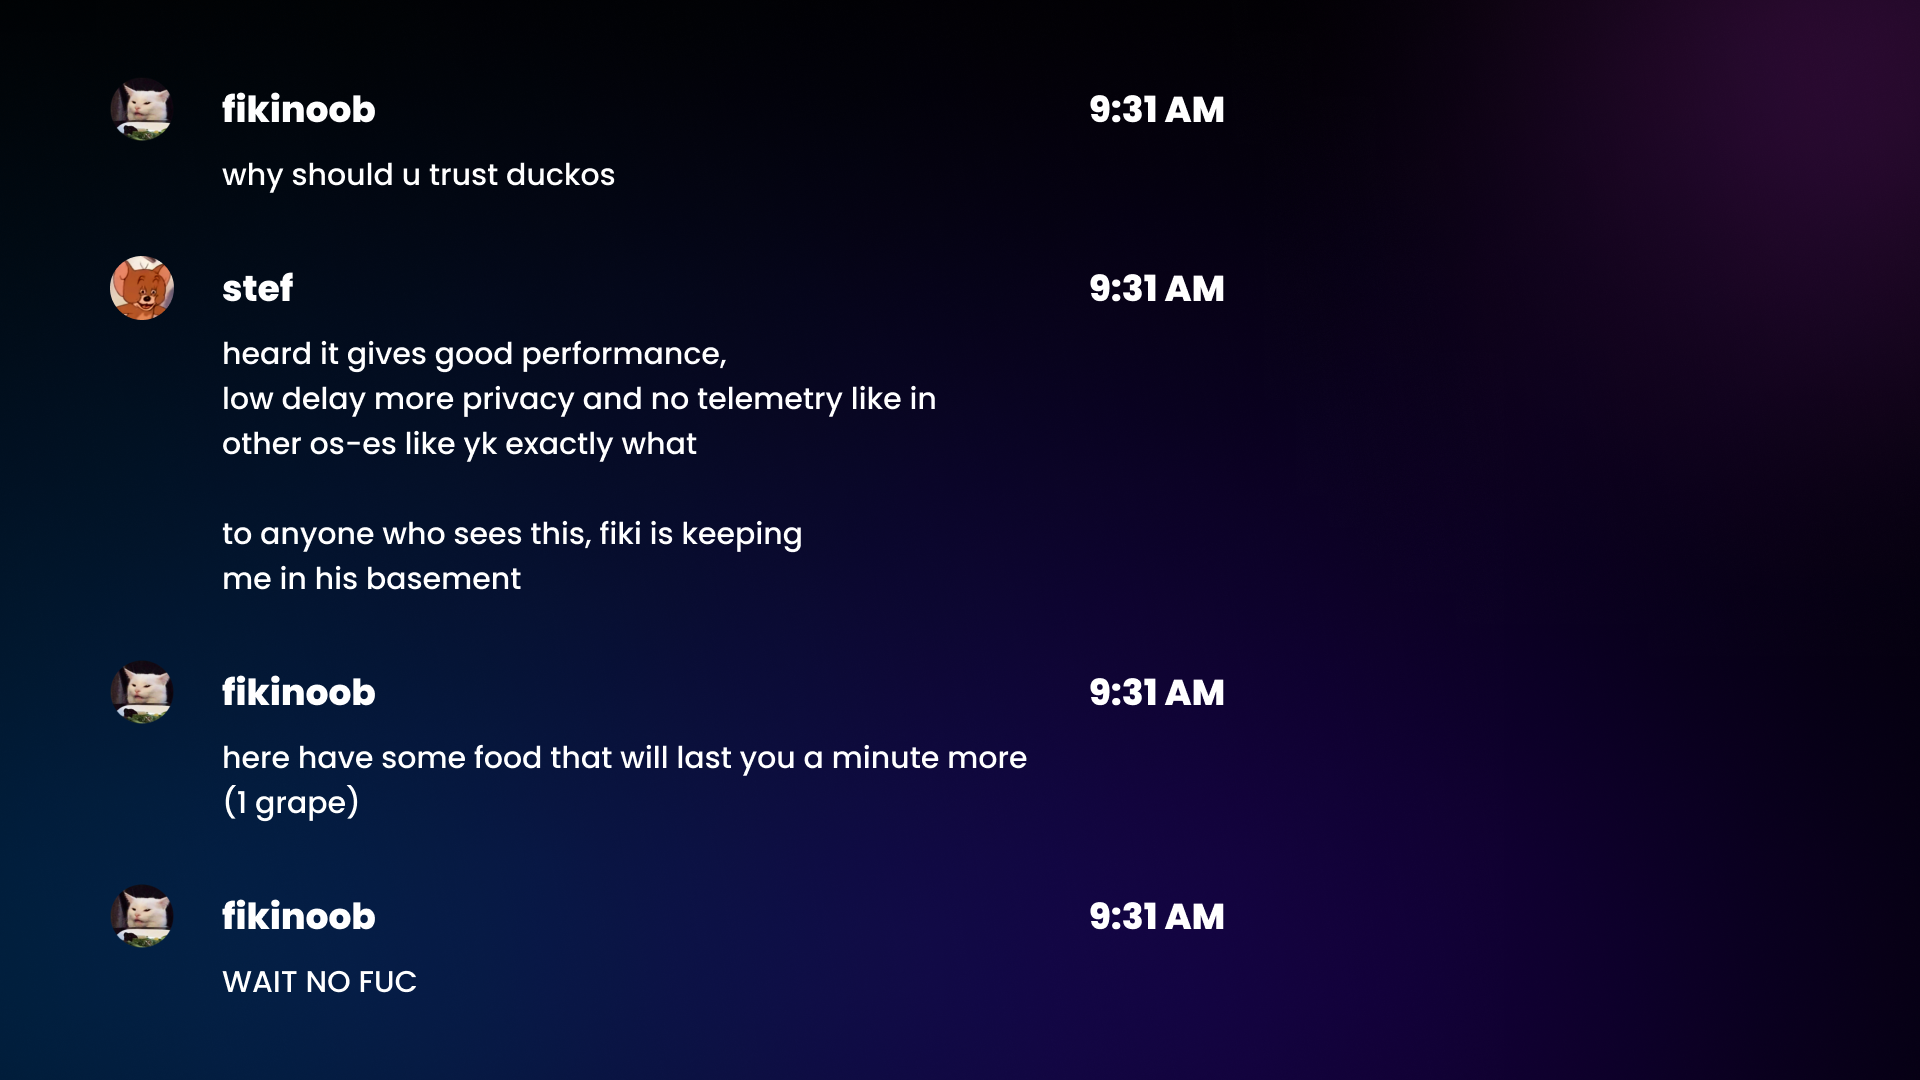 fikinoob 9:31 AM
why should u trust duckos
stef 9:31 AM
heard it gives good performance,
low delay more privacy and no telemetry like in
other os-es like yk exactly what
to anyone who sees this, fiki is keeping
me in his basement
fikinoob 9:31 AM
here have some food that will last you a minute more
(1 grape)
fikinoob 9:31 AM
WAIT NO FUC